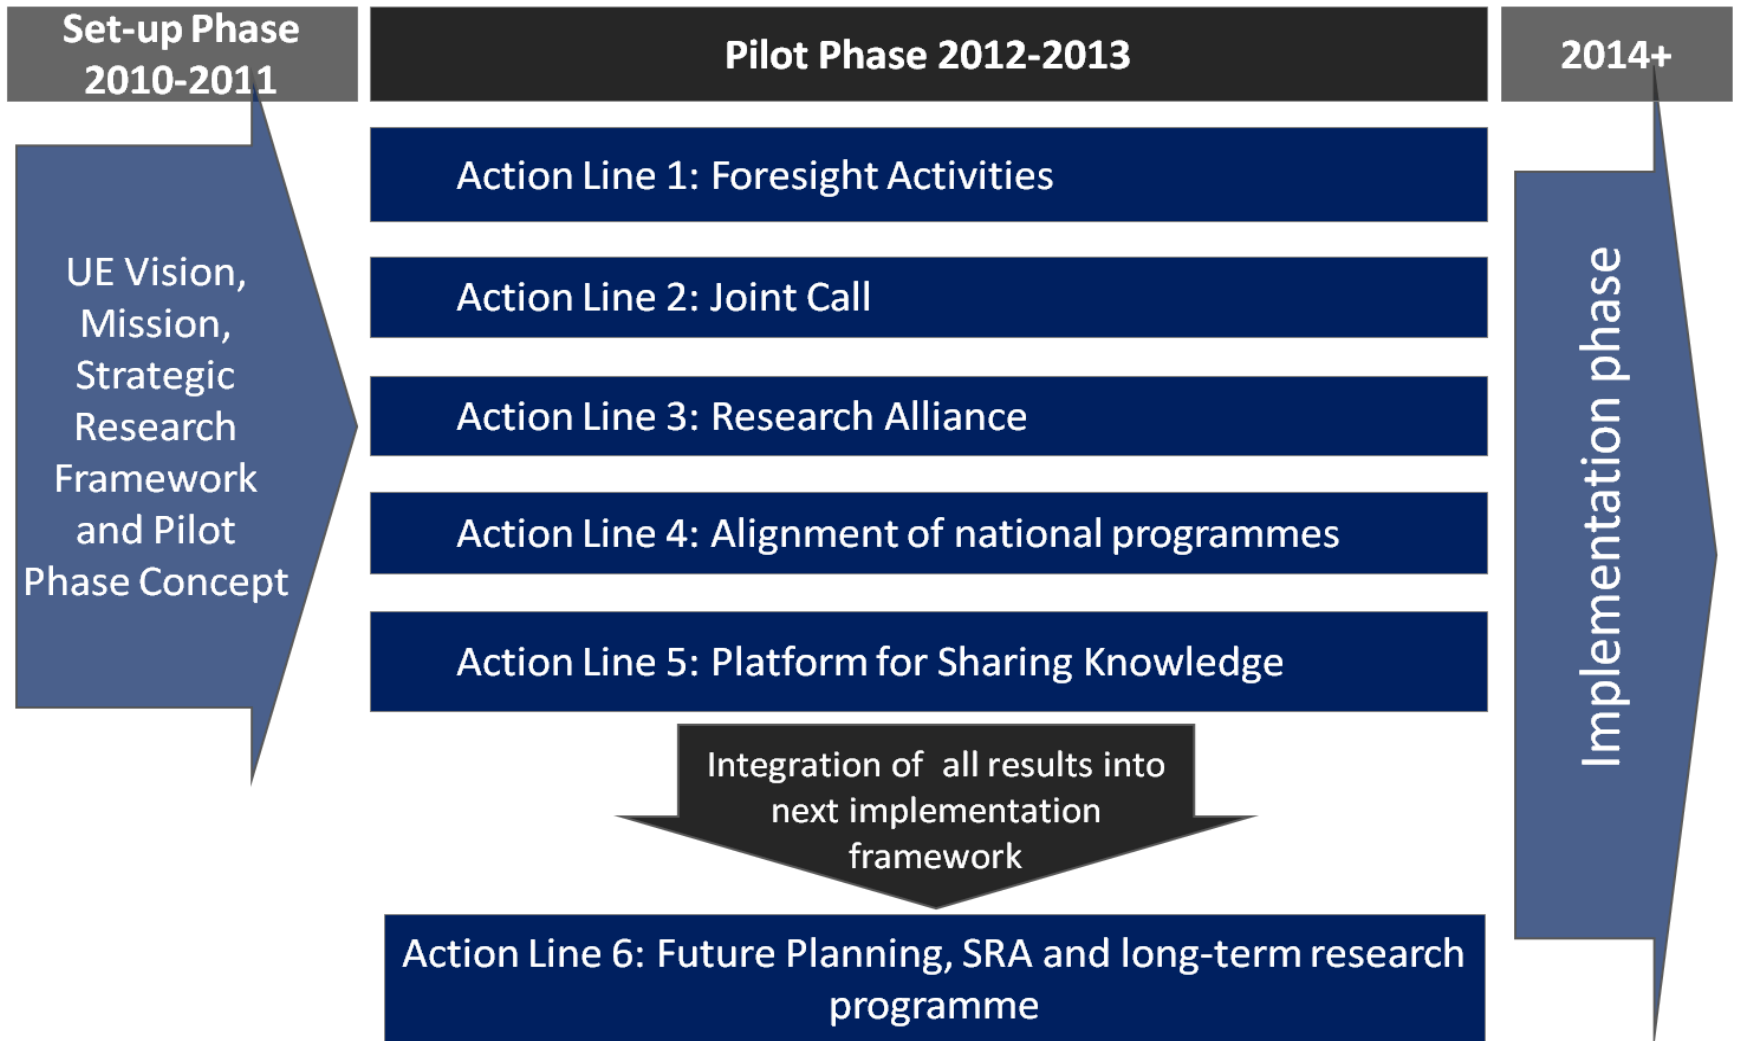 Set-up Phase
2010-2011
Pilot Phase 2012-2013
2014+
UE Vision,
Mission,
Strategic
Research
Framework
and Pilot
Phase Concept
Action Line 1: Foresight Activities
Action Line 2: Joint Call
Action Line 3: Research Alliance
Action Line 4: Alignment of national programmes
Action Line 5: Platform for Sharing Knowledge
Integration of  all results into
next implementation
framework
Action Line 6: Future Planning, SRA and long-term research
programme
Implementation phase